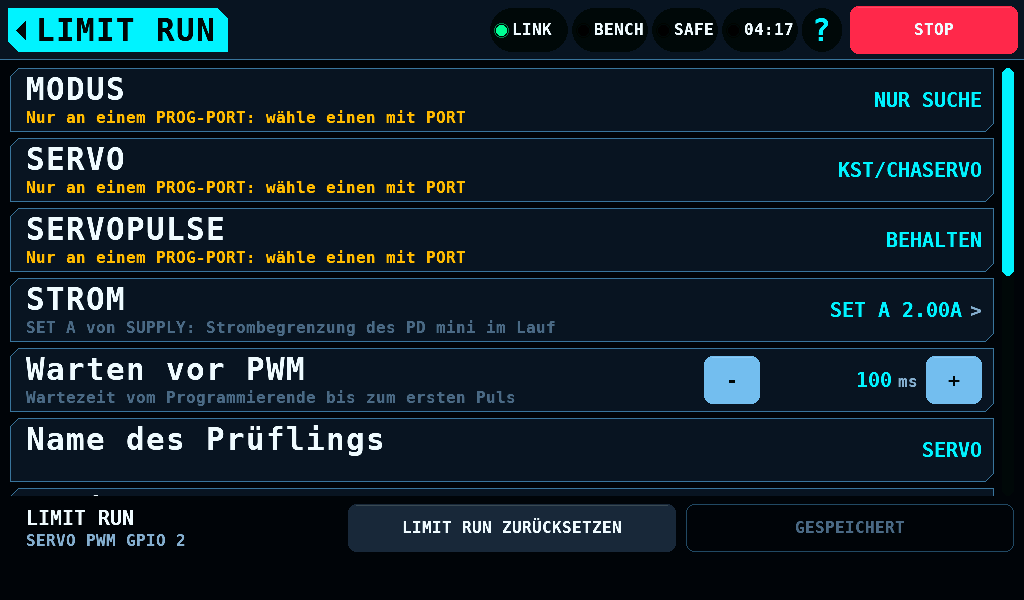 LIMIT RUN
LINK
BENCH
SAFE
04:17
?
STOP
MODUS
Nur an einem PROG-PORT: wähle einen mit PORT
NUR SUCHE
SERVO
Nur an einem PROG-PORT: wähle einen mit PORT
KST/CHASERVO
SERVOPULSE
Nur an einem PROG-PORT: wähle einen mit PORT
BEHALTEN
STROM
SET A von SUPPLY: Strombegrenzung des PD mini im Lauf
SET A 2.00A >
Warten vor PWM
Wartezeit vom Programmierende bis zum ersten Puls
-
100 ms
+
Name des Prüflings
SERVO
LIMIT RUN
SERVO PWM GPIO 2
LIMIT RUN ZURÜCKSETZEN
GESPEICHERT